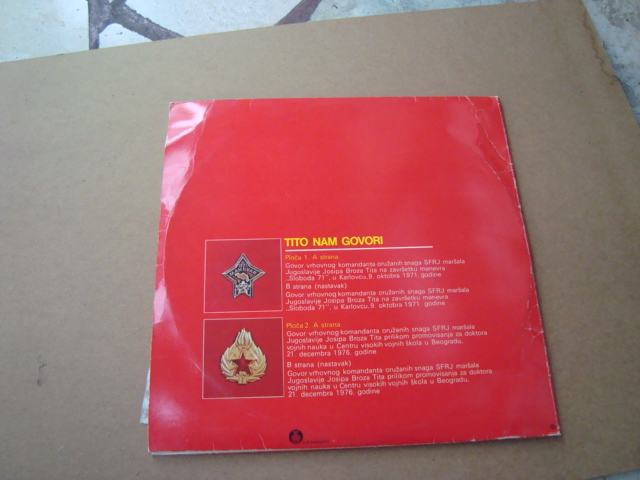 TITO NAM GOVORI
Ploča 1. A strana
Govor vrhovnog komandanta oružanih snaga SFRJ maršala
Jugoslavije Josipa Broza Tita na završetku manevra
„Sloboda 71", u Karlovcu, 9. oktobra 1971. godine
B strana (nastavak)
Govor vrhovnog komandanta oružanih snaga SFRJ maršala
Jugoslavije Josipa Broza Tita na završetku manevra
„Sloboda 71", u Karlovcu, 9. oktobra 1971. godine
Ploča 2. A strana
Govor vrhovnog komandanta oružanih snaga SFRJ maršala
Jugoslavije Josipa Broza Tita prilikom promovisanja za doktora
vojnih nauka u Centru visokih vojnih škola u Beogradu,
21. decembra 1976. godine
B strana (nastavak)
Govor vrhovnog komandanta oružanih snaga SFRJ maršala
Jugoslavije Josipa Broza Tita prilikom promovisanja za doktora
vojnih nauka u Centru visokih vojnih škola u Beogradu,
21. decembra 1976. godine